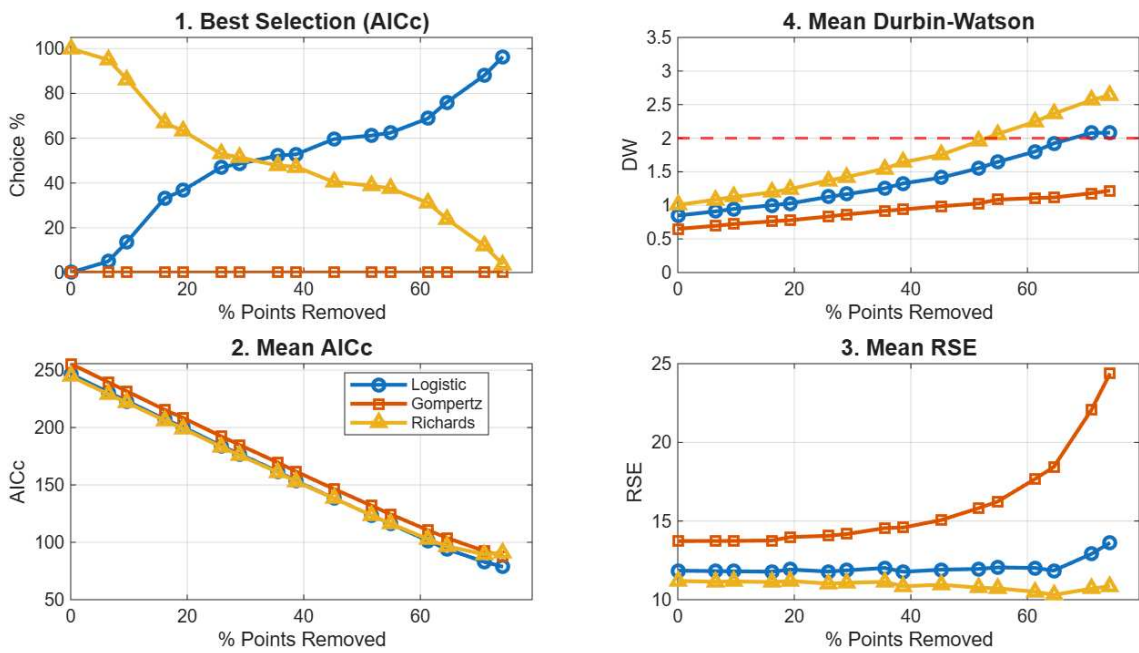 1. Best Selection (AICc)
100
80
60
40
20
0
Choice %
0 20 40 60
% Points Removed
4. Mean Durbin-Watson
3.5
3
2.5
2
1.5
1
0.5
0
DW
0 20 40 60
% Points Removed
2. Mean AICc
250
200
150
100
50
AICc
Logistic
Gompertz
Richards
0 20 40 60
% Points Removed
3. Mean RSE
25
20
15
10
RSE
0 20 40 60
% Points Removed